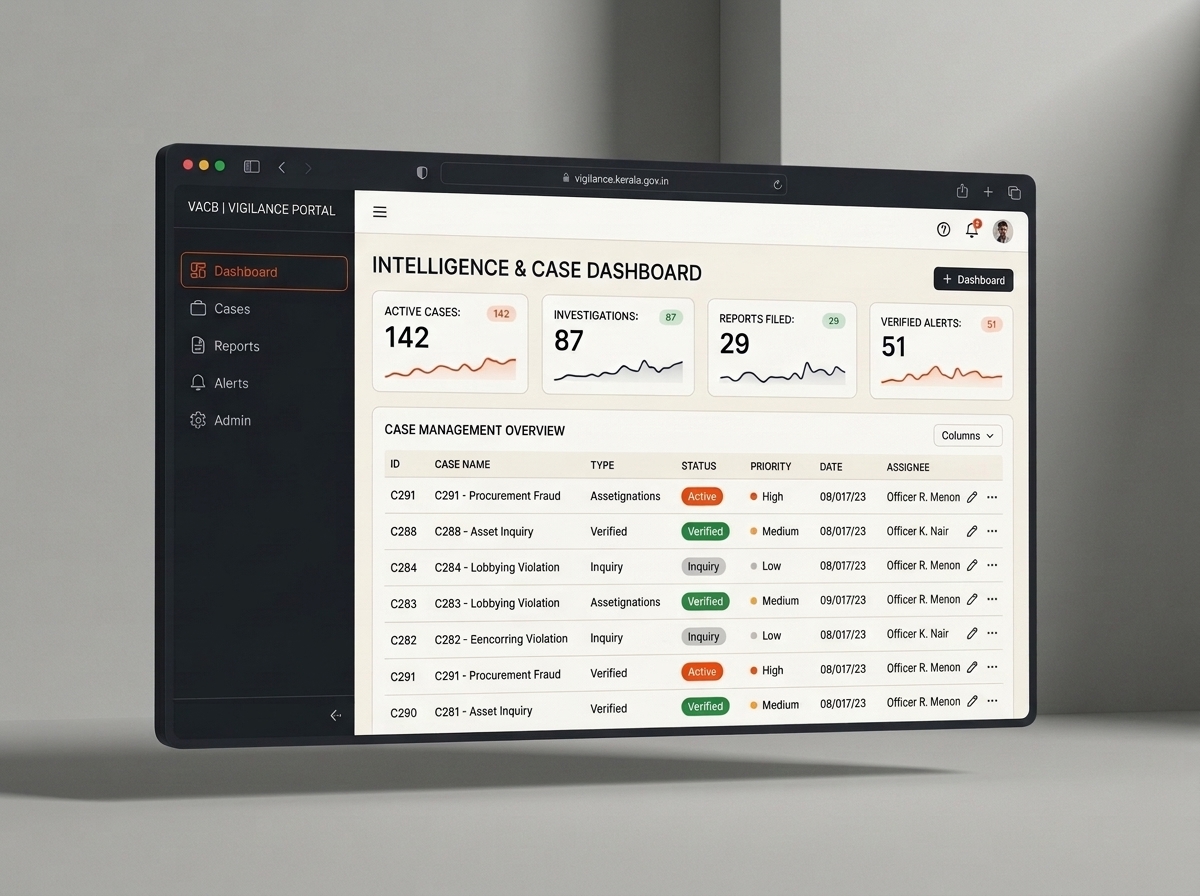 vigilance.kerala.gov.in
VACB | VIGILANCE PORTAL
Dashboard
Cases
Reports
Alerts
Admin
INTELLIGENCE & CASE DASHBOARD
+ Dashboard
ACTIVE CASES: 142
142
INVESTIGATIONS: 87
87
REPORTS FILED: 29
29
VERIFIED ALERTS: 51
51
CASE MANAGEMENT OVERVIEW
Columns
ID CASE NAME TYPE STATUS PRIORITY DATE ASSIGNEE
C291 C291 - Procurement Fraud Assetignations Active High 08/017/23 Officer R. Menon
C288 C288 - Asset Inquiry Verified Verified Medium 08/017/23 Officer K. Nair
C284 C284 - Lobbying Violation Inquiry Inquiry Low 08/017/23 Officer R. Menon
C283 C283 - Lobbying Violation Assetignations Verified Medium 09/017/23 Officer R. Menon
C282 C282 - Eencorring Violation Inquiry Inquiry Low 08/017/23 Officer K. Nair
C291 C291 - Procurement Fraud Verified Active High 08/017/23 Officer R. Menon
C290 C281 - Asset Inquiry Verified Verified Medium 08/017/23 Officer R. Menon